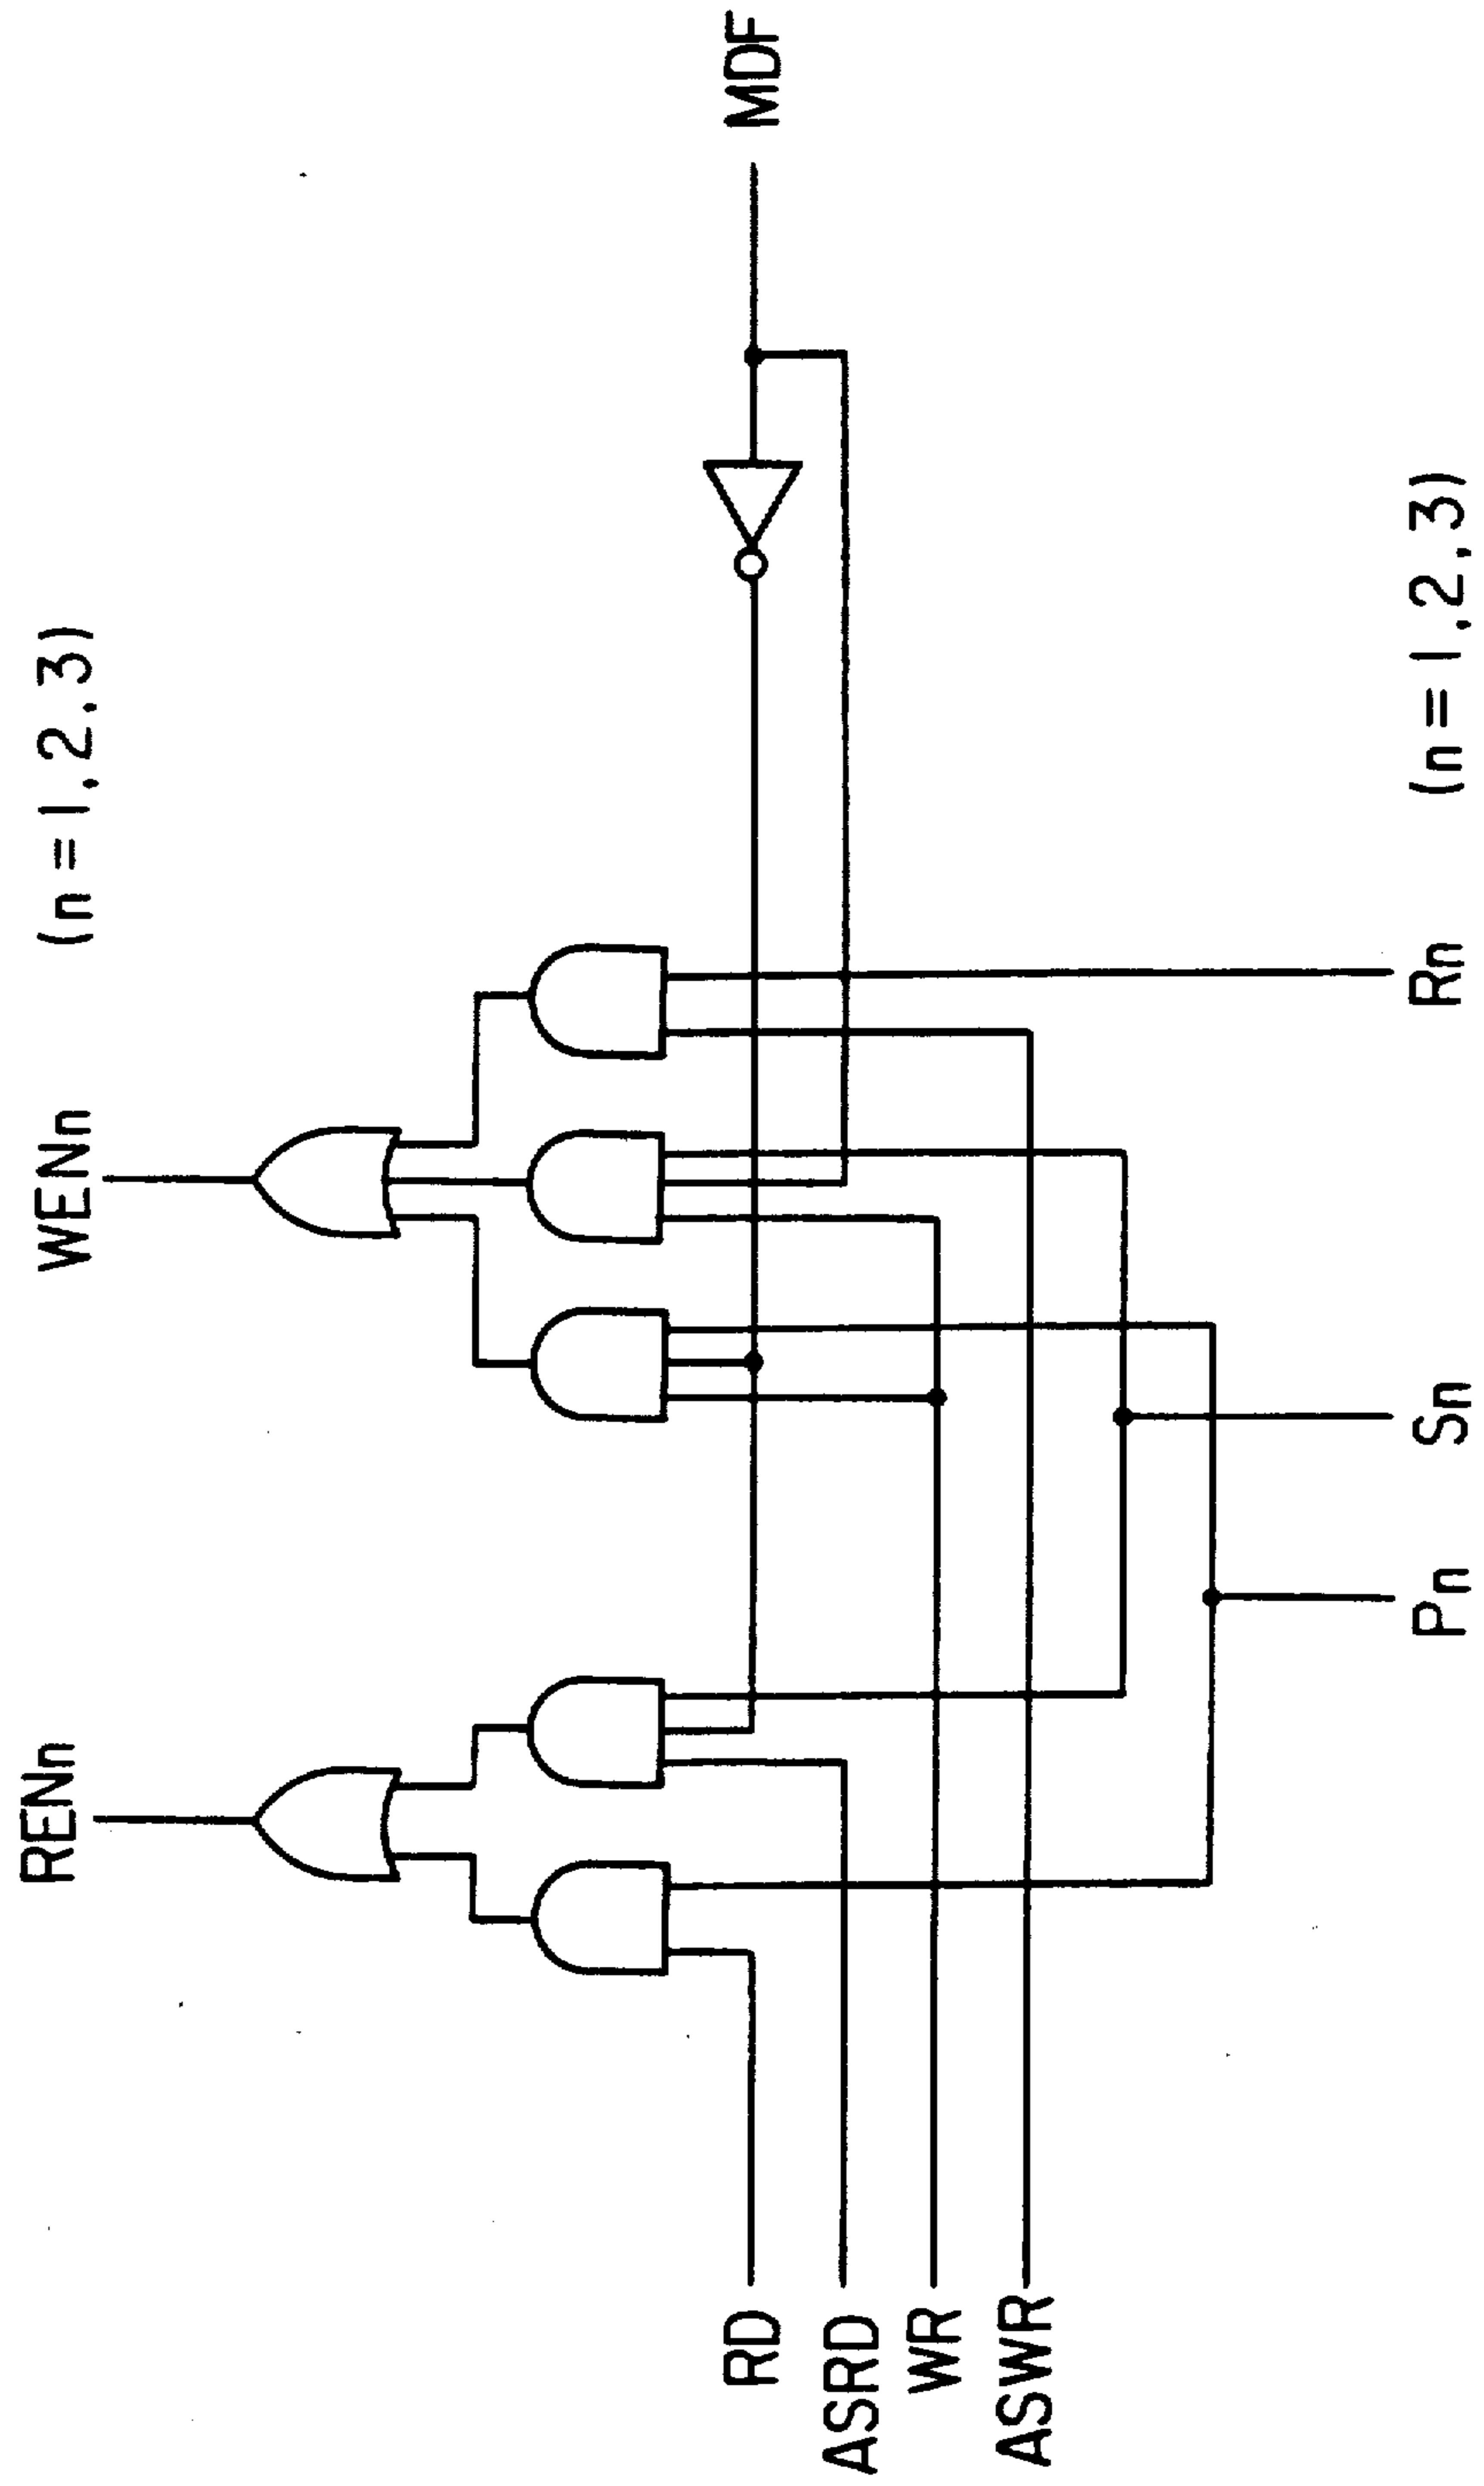 RENn
WENn
(n=1,2,3)
RD
ASRD
WR
ASWR
MDF
Pn
Sn
Rn
(n=1,2,3)